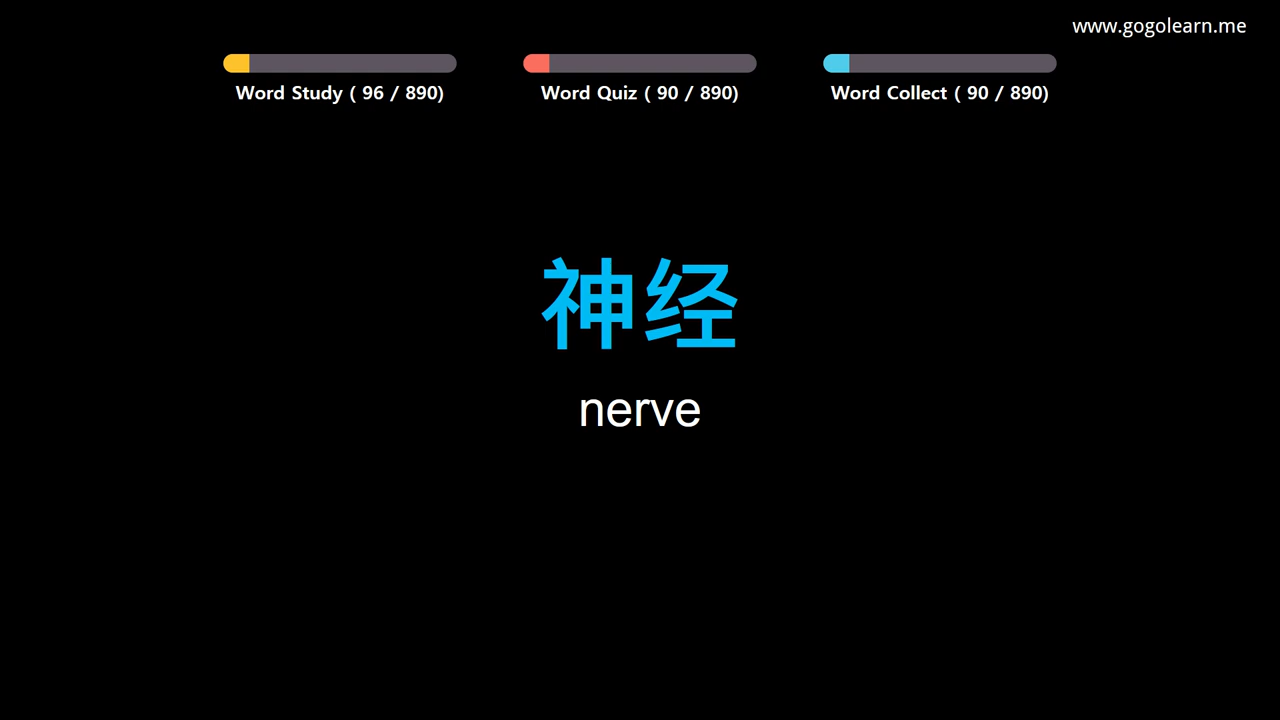 www.gogolearn.me
Word Study ( 96 / 890)
Word Quiz ( 90 / 890)
Word Collect ( 90 / 890)
神经
nerve